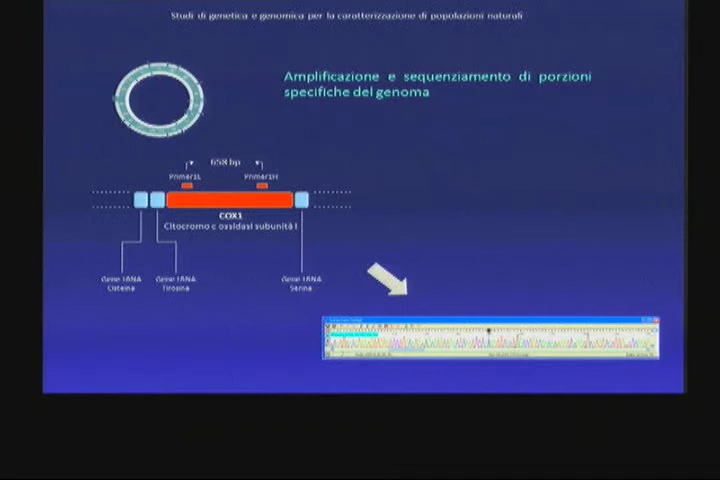 Studi di genetica e genomica per la caratterizzazione di popolazioni naturali
Amplificazione e sequenziamento di porzioni
specifiche del genoma
658 bp
Primer1L Primer1H
COX1
Citocromo c ossidasi subunità I
Gene tRNA Gene tRNA Gene tRNA
Cisteina Tirosina Serina